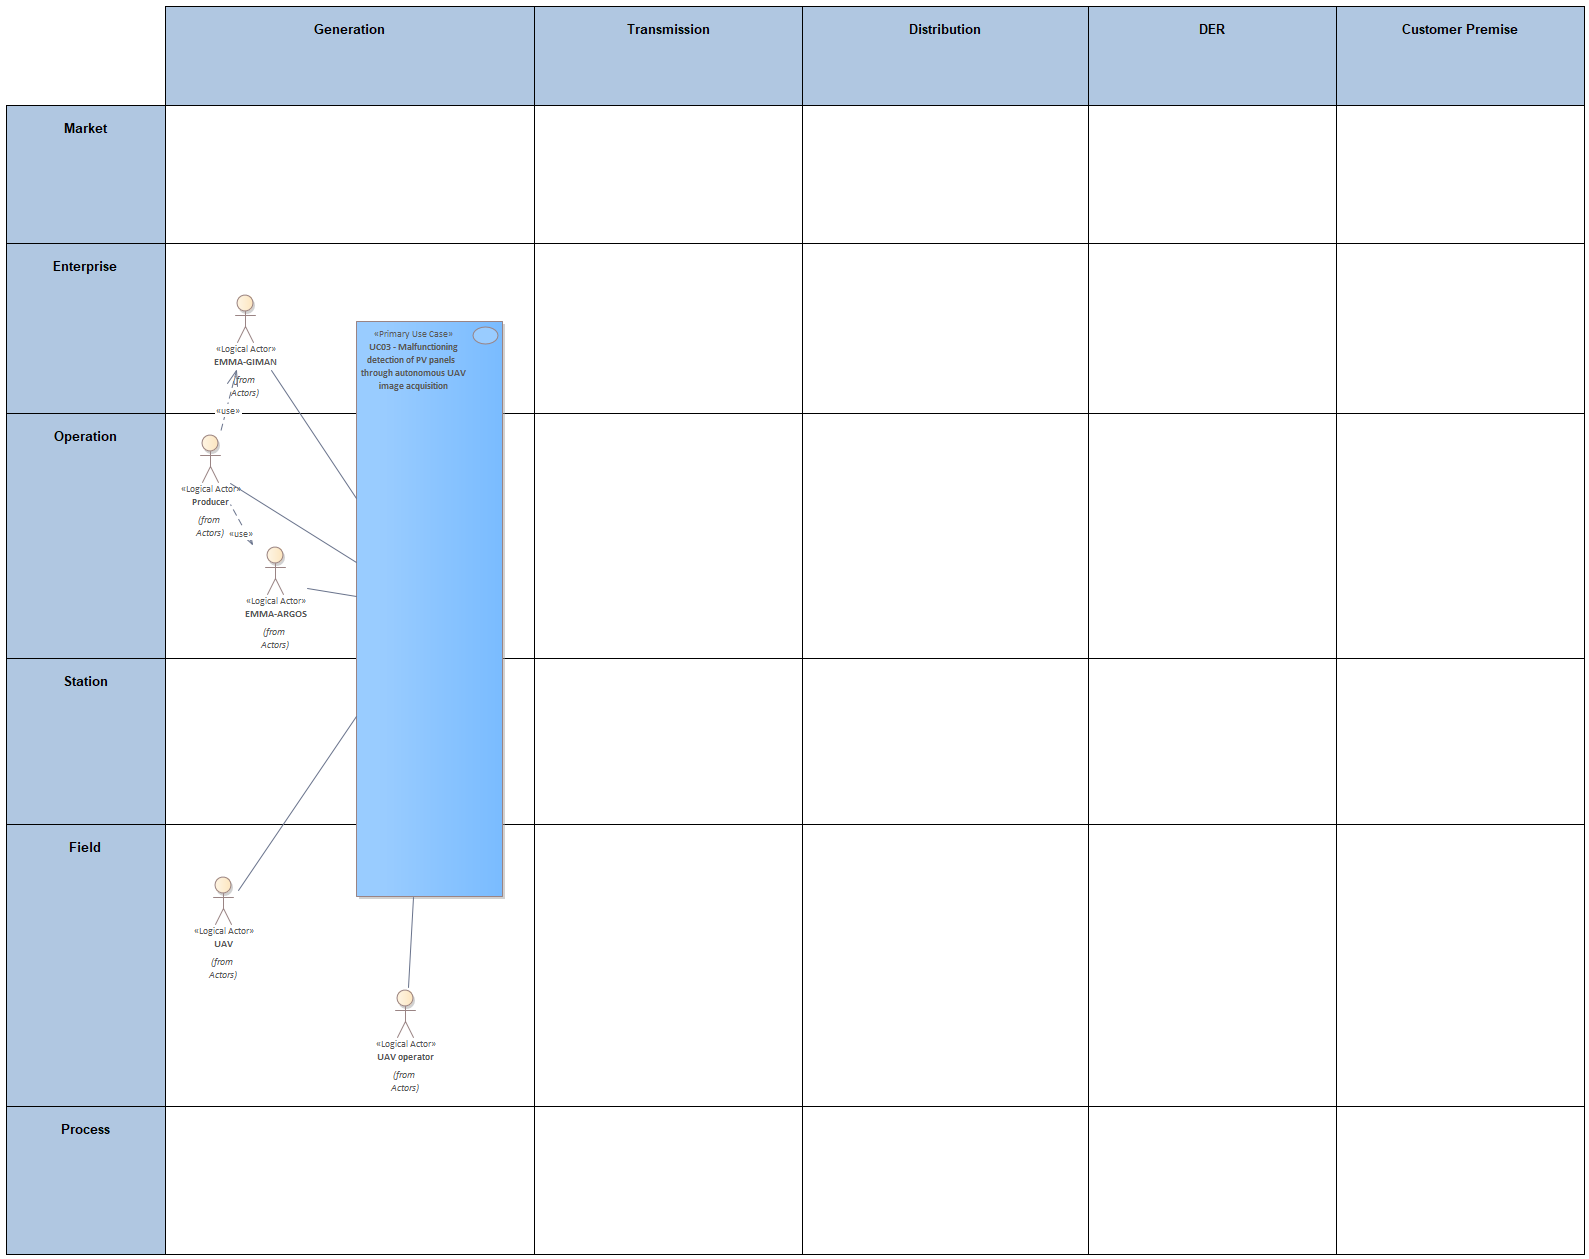 Generation
Transmission
Distribution
DER
Customer Premise
Market
Enterprise
«Logical Actor»
EMMA-GIMAN
(from
Actors)
«Primary Use Case»
UC03 - Malfunctioning
detection of PV panels
through autonomous UAV
image acquisition
«use»
Operation
«Logical Actor»
Producer
(from
Actors)
«use»
«Logical Actor»
EMMA-ARGOS
(from
Actors)
Station
Field
«Logical Actor»
UAV
(from
Actors)
«Logical Actor»
UAV operator
(from
Actors)
Process